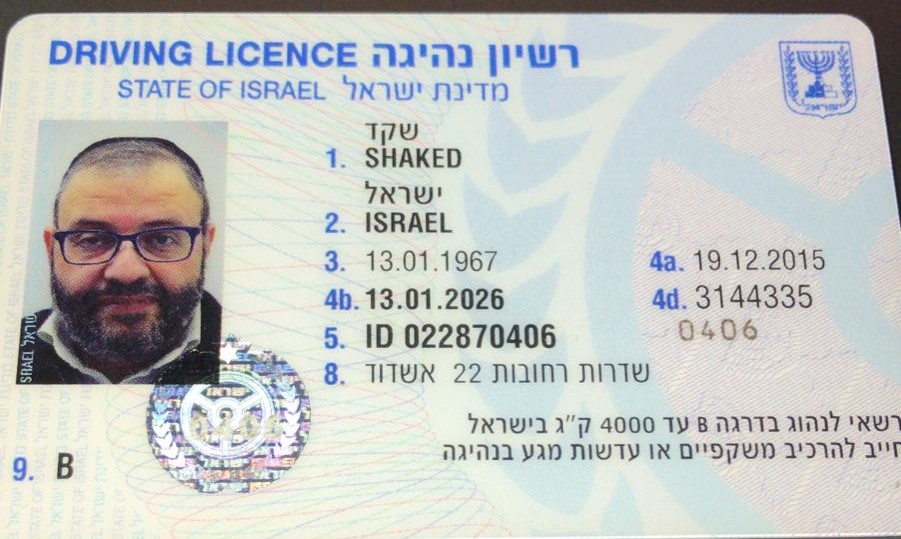 DRIVING LICENCE רשיון נהיגה
STATE OF ISRAEL מדינת ישראל
שקד
1. SHAKED
ישראל
2. ISRAEL
3. 13.01.1967 4a. 19.12.2015
4b. 13.01.2026 4d. 3144335
5. ID 022870406 0406
8. שדרות רחובות 22 אשדוד
רשאי לנהוג בדרגה B עד 4000 ק"ג בישראל
חייב להרכיב משקפיים או עדשות מגע בנהיגה
9. B